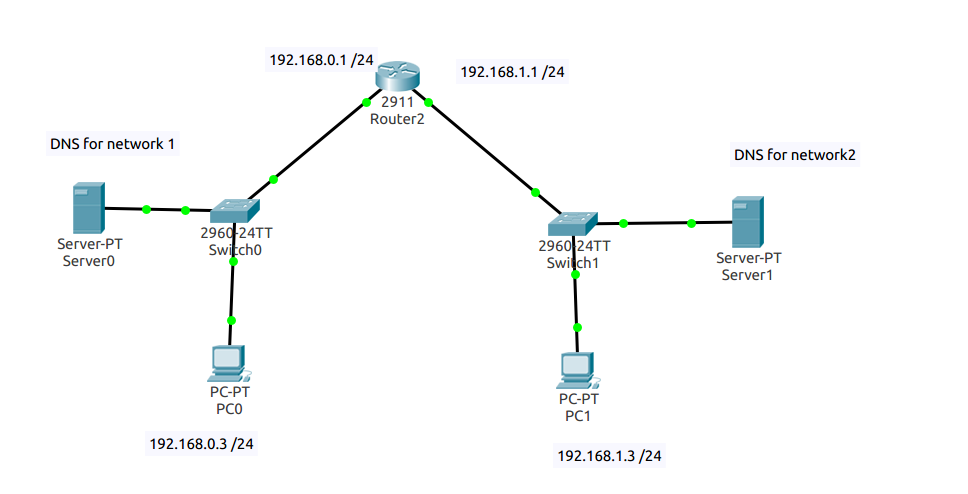 192.168.0.1 /24
192.168.1.1 /24
2911
Router2
DNS for network 1
DNS for network2
Server-PT
Server0
2960-24TT
Switch0
2960-24TT
Switch1
Server-PT
Server1
PC-PT
PC0
PC-PT
PC1
192.168.0.3 /24
192.168.1.3 /24